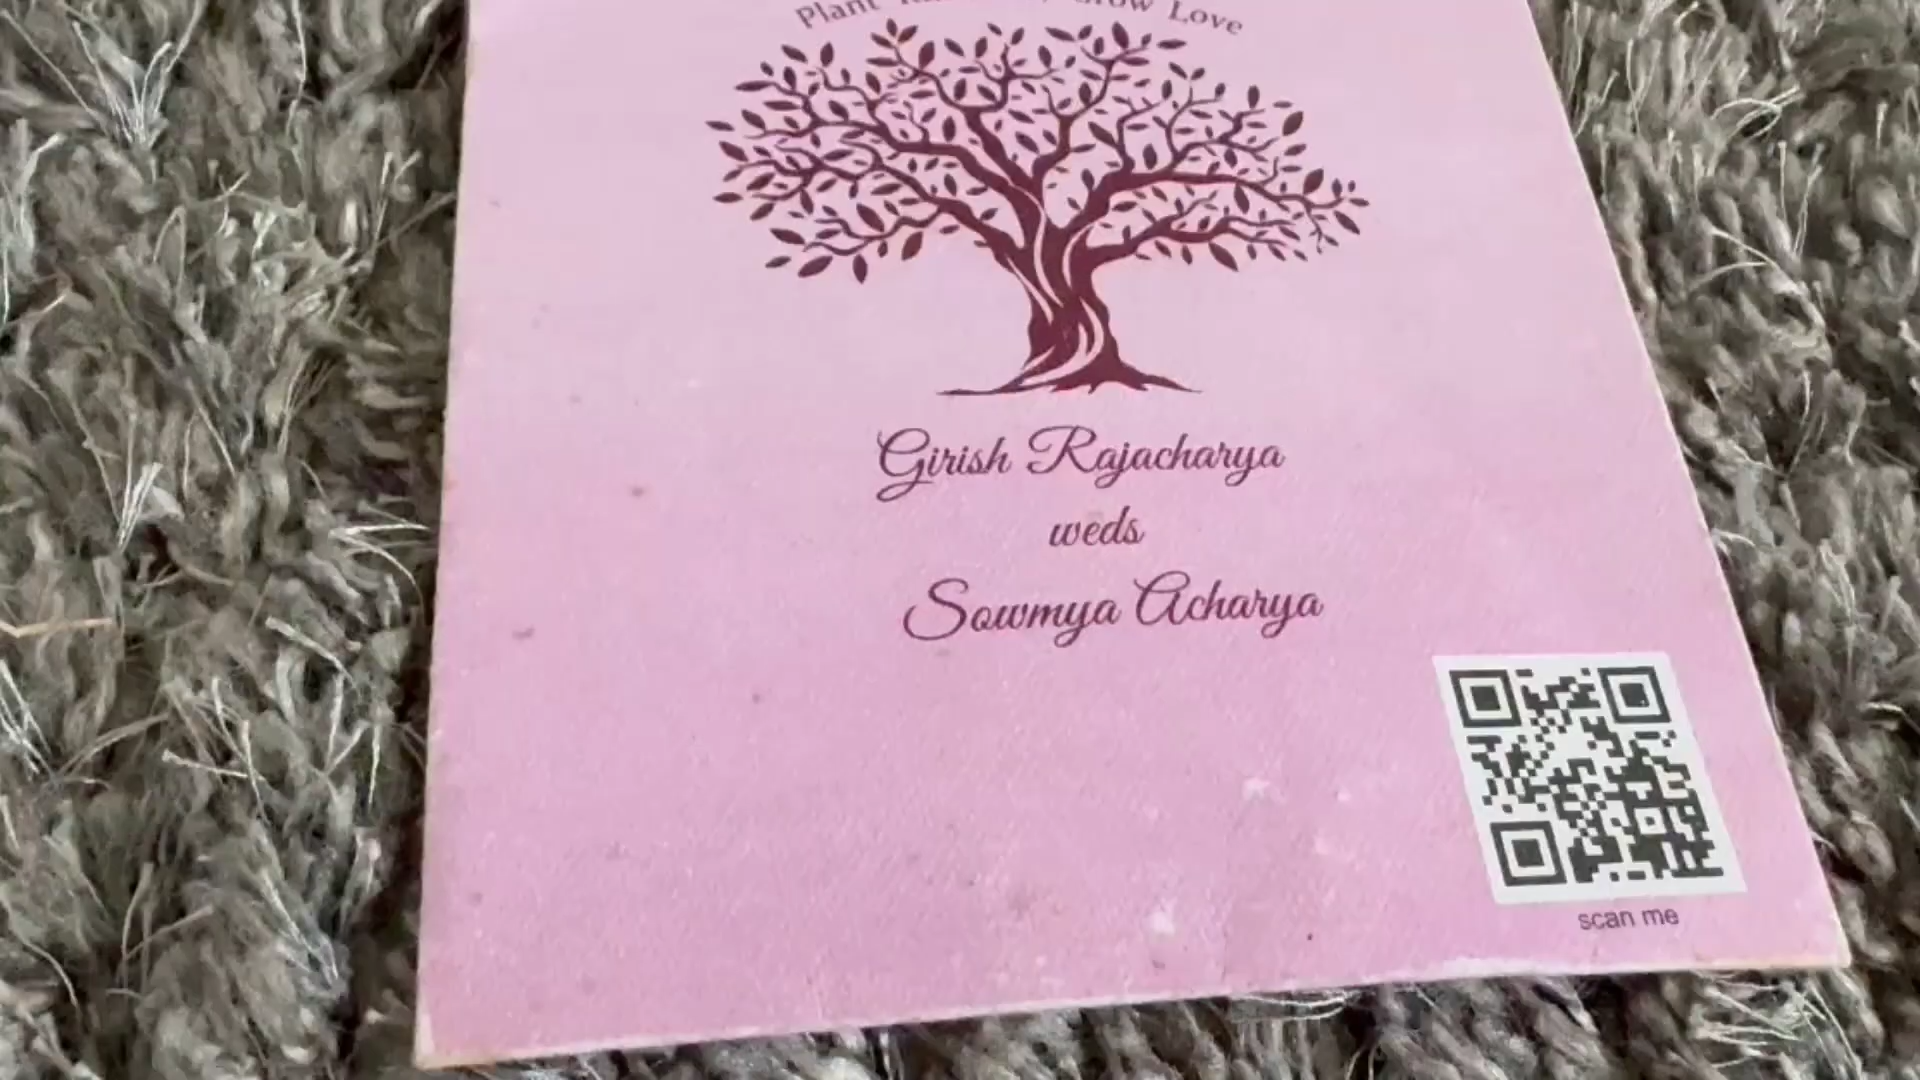 Plant Grow Love
Girish Rajacharya
weds
Sowmya Acharya
scan me